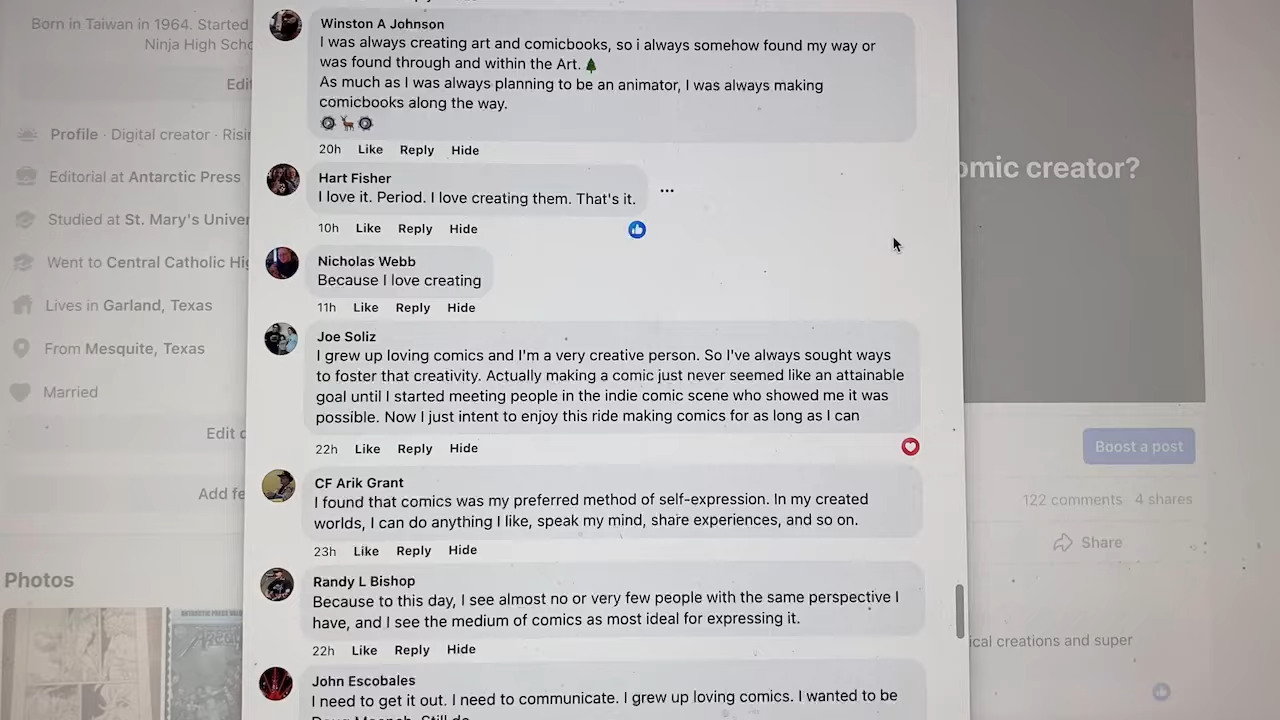 Born in Taiwan in 1964. Started
Ninja High Scho
Edit
Profile · Digital creator · Risin
Editorial at Antarctic Press
Studied at St. Mary's Univer
Went to Central Catholic Hig
Lives in Garland, Texas
From Mesquite, Texas
Married
Edit d
Add fe
Photos
Winston A Johnson
I was always creating art and comicbooks, so i always somehow found my way or
was found through and within the Art. 🌲
As much as I was always planning to be an animator, I was always making
comicbooks along the way.
20h Like Reply Hide
Hart Fisher
I love it. Period. I love creating them. That's it.
10h Like Reply Hide
Nicholas Webb
Because I love creating
11h Like Reply Hide
Joe Soliz
I grew up loving comics and I'm a very creative person. So I've always sought ways
to foster that creativity. Actually making a comic just never seemed like an attainable
goal until I started meeting people in the indie comic scene who showed me it was
possible. Now I just intent to enjoy this ride making comics for as long as I can
22h Like Reply Hide
CF Arik Grant
I found that comics was my preferred method of self-expression. In my created
worlds, I can do anything I like, speak my mind, share experiences, and so on.
23h Like Reply Hide
Randy L Bishop
Because to this day, I see almost no or very few people with the same perspective I
have, and I see the medium of comics as most ideal for expressing it.
22h Like Reply Hide
John Escobales
I need to get it out. I need to communicate. I grew up loving comics. I wanted to be
omic creator?
Boost a post
122 comments 4 shares
Share
ical creations and super